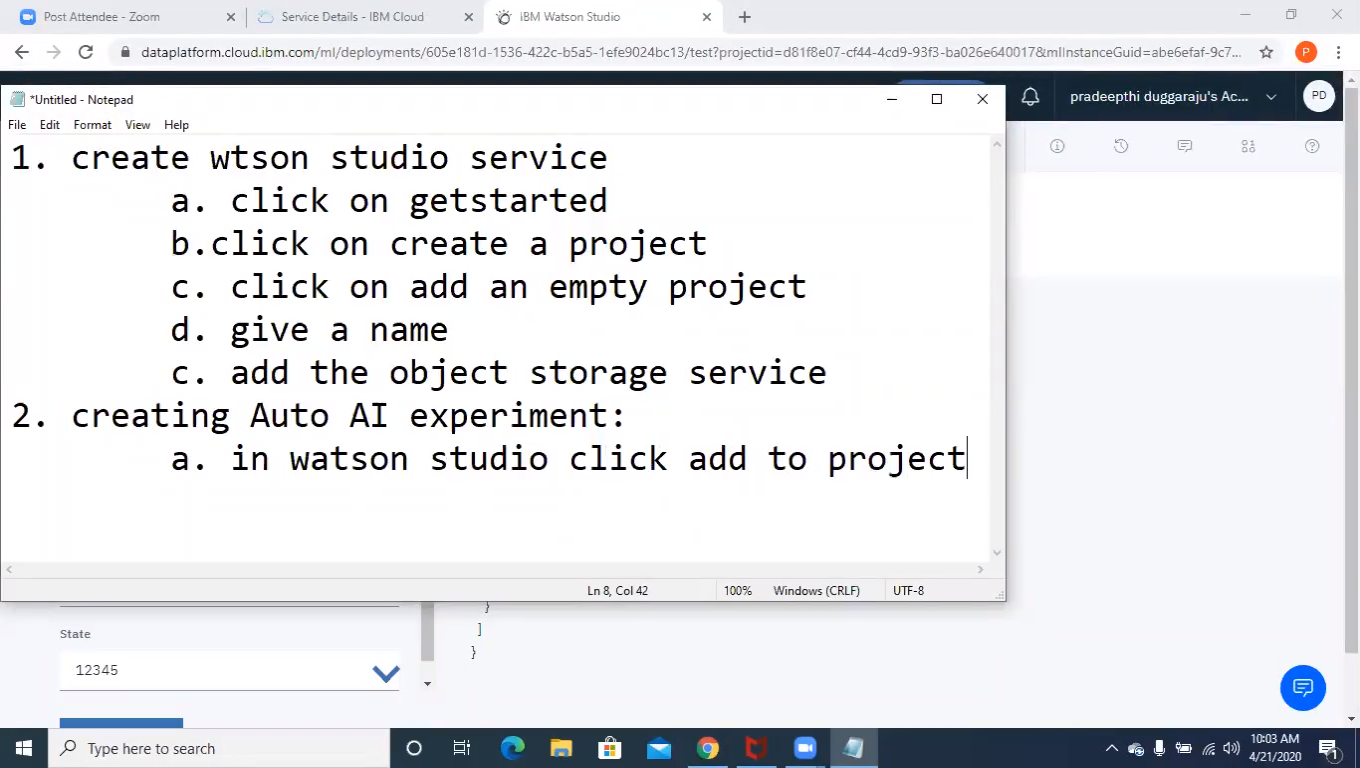 Post Attendee - Zoom
Service Details - IBM Cloud
IBM Watson Studio
dataplatform.cloud.ibm.com/ml/deployments/605e181d-1536-422c-b5a5-1efe9024bc13/test?projectid=d81f8e07-cf44-4cd9-93f3-ba026e640017&mlInstanceGuid=abe6efaf-9c7...
P
*Untitled - Notepad
pradeepthi duggaraju's Ac...
PD
File Edit Format View Help
1. create wtson studio service
a. click on getstarted
b.click on create a project
c. click on add an empty project
d. give a name
c. add the object storage service
2. creating Auto AI experiment:
a. in watson studio click add to project
Ln 8, Col 42 100% Windows (CRLF) UTF-8
}
]
}
State
12345
Type here to search
10:03 AM
4/21/2020
1